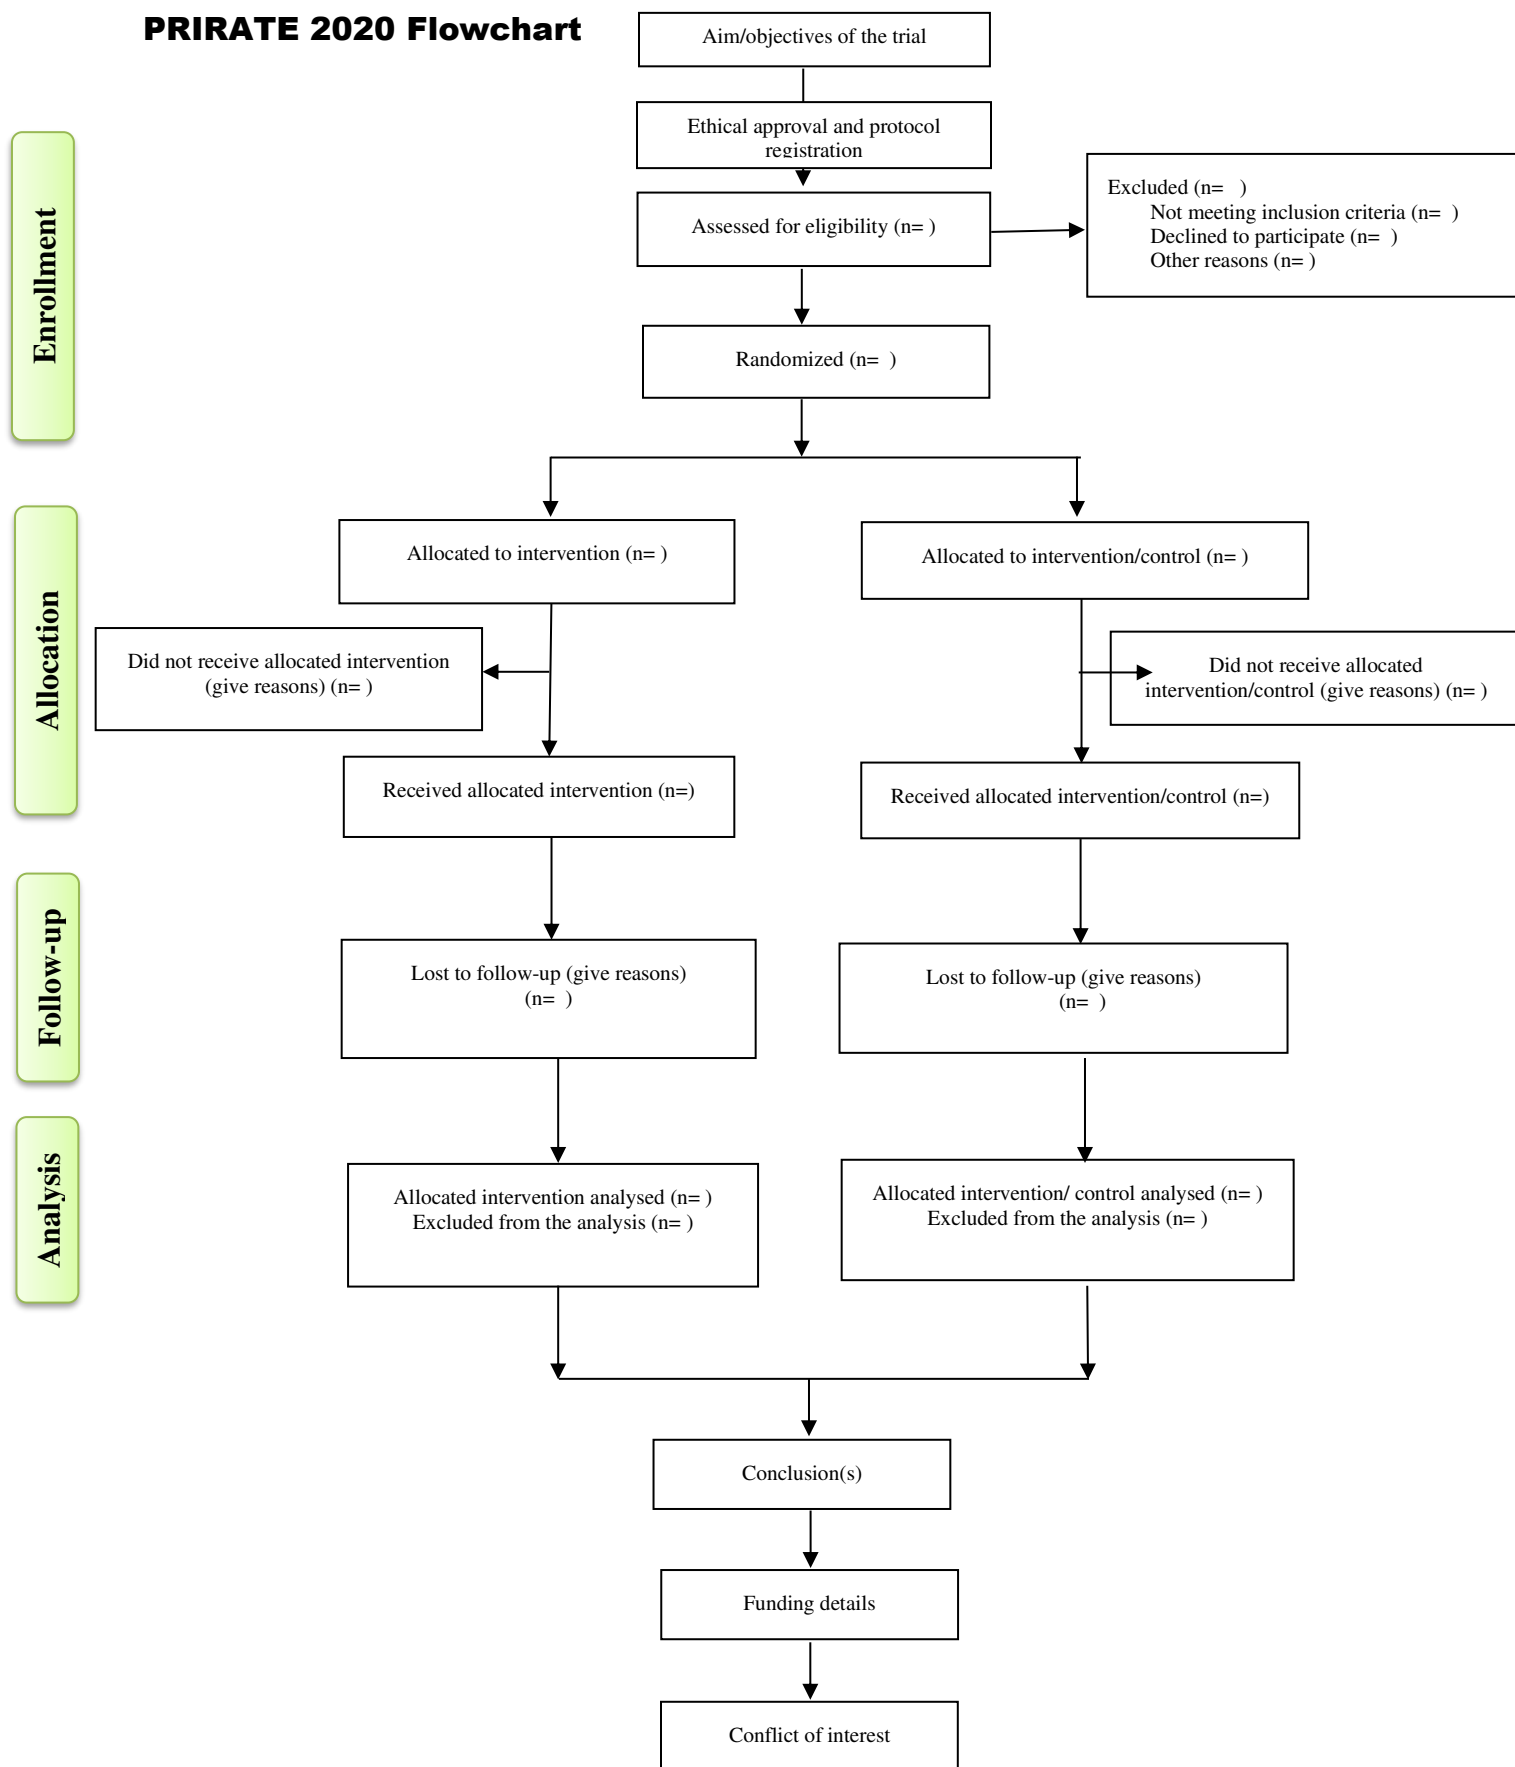 PRIRATE 2020 Flowchart
Aim/objectives of the trial
Ethical approval and protocol
registration
Enrollment
Assessed for eligibility (n= )
Excluded (n=   )
Not meeting inclusion criteria (n=  )
Declined to participate (n=  )
Other reasons (n= )
Randomized (n=  )
Allocation
Allocated to intervention (n= )
Allocated to intervention/control (n= )
Did not receive allocated intervention
(give reasons) (n= )
Did not receive allocated
intervention/control (give reasons) (n= )
Received allocated intervention (n=)
Received allocated intervention/control (n=)
Follow-up
Lost to follow-up (give reasons)
(n=  )
Lost to follow-up (give reasons)
(n=  )
Analysis
Allocated intervention analysed (n= )
Excluded from the analysis (n= )
Allocated intervention/ control analysed (n= )
Excluded from the analysis (n= )
Conclusion(s)
Funding details
Conflict of interest